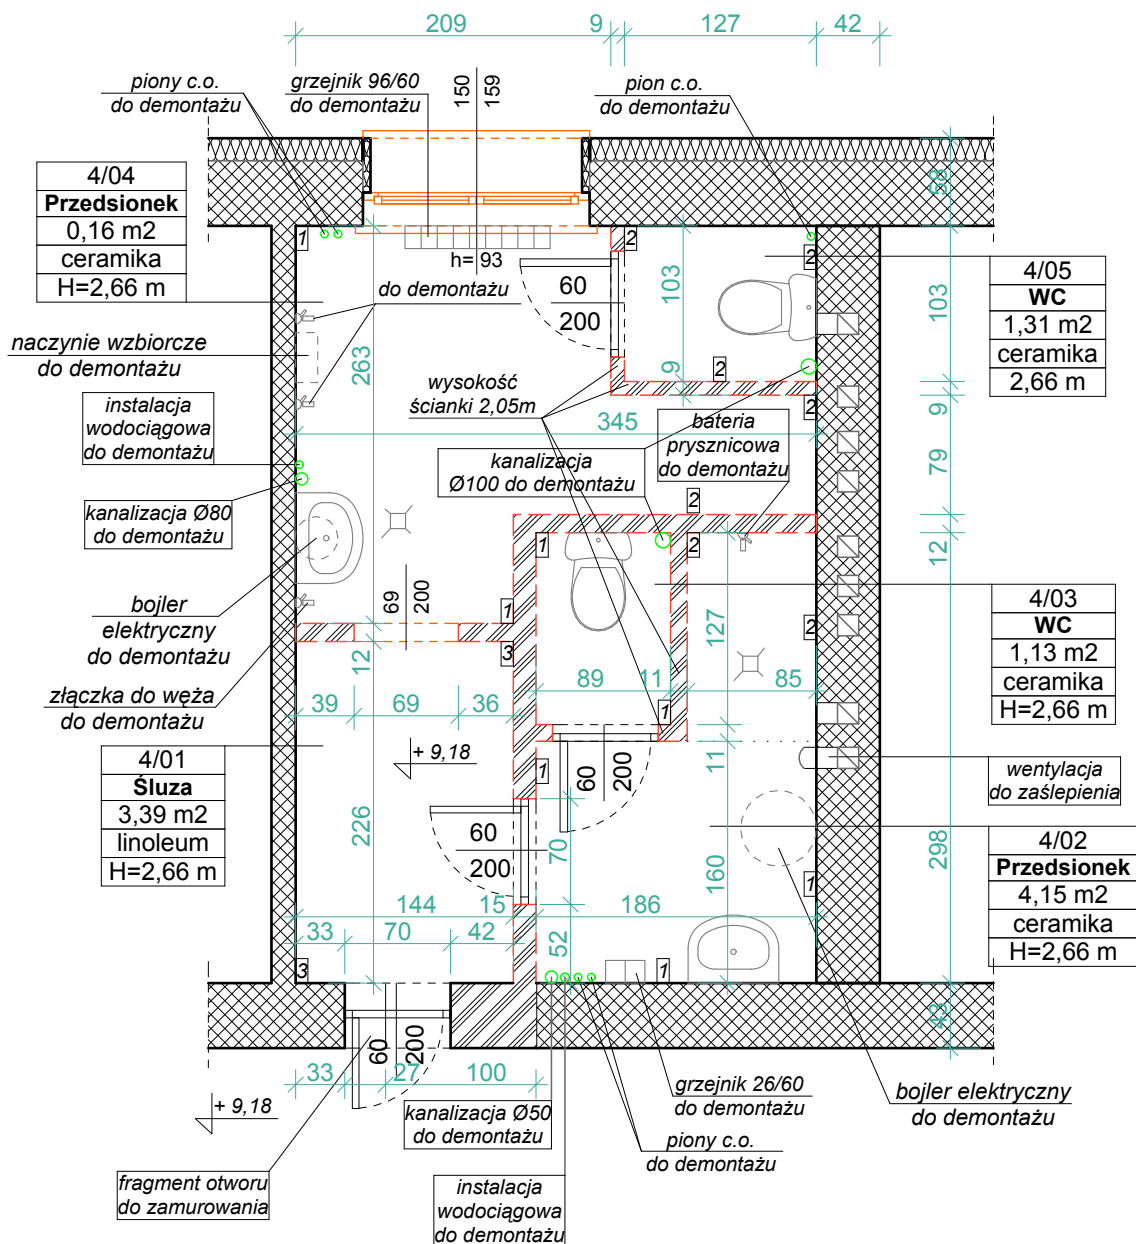 209
9
127
42
piony c.o.
do demontażu
grzejnik 96/60
do demontażu
150
159
pion c.o.
do demontażu
58
4/04
Przedsionek
0,16 m2
ceramika
H=2,66 m
1
h= 93
2
2
60
200
103
103
4/05
WC
1,31 m2
ceramika
2,66 m
do demontażu
naczynie wzbiorcze
do demontażu
263
wysokość
ścianki 2,05m
9
2
2
9
instalacja
wodociągowa
do demontażu
345
bateria
prysznicowa
do demontażu
79
kanalizacja
Ø100 do demontażu
kanalizacja Ø80
do demontażu
2
1
2
12
bojler
elektryczny
do demontażu
69
200
1
3
127
2
4/03
WC
1,13 m2
ceramika
H=2,66 m
12
złączka do węża
do demontażu
39
69
36
89
11
85
1
4/01
Śluza
3,39 m2
linoleum
H=2,66 m
+ 9,18
1
60
200
11
wentylacja
do zaślepienia
226
60
200
70
160
298
4/02
Przedsionek
4,15 m2
ceramika
H=2,66 m
1
144
15
186
33
70
42
52
3
1
43
60
200
33
27
100
+ 9,18
kanalizacja Ø50
do demontażu
grzejnik 26/60
do demontażu
bojler elektryczny
do demontażu
piony c.o.
do demontażu
fragment otworu
do zamurowania
instalacja
wodociągowa
do demontażu